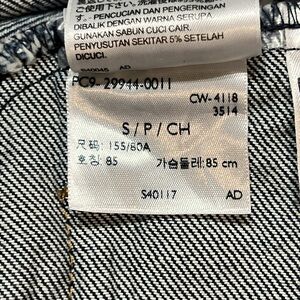 . PENCUCIAN DAN PENGERINGAN
DIBALIK DENGAN WARNA SERUPA.
GUNAKAN SABUN CUCI CAIR.
PENYUSUTAN SEKITAR 5% SETELAH
DICUCI.
S40045 AD
PC9-29944-0011
CW-4118
3514
S / P / CH
尺码: 155/80A
호칭: 85 가슴둘레: 85 cm
S40117 AD